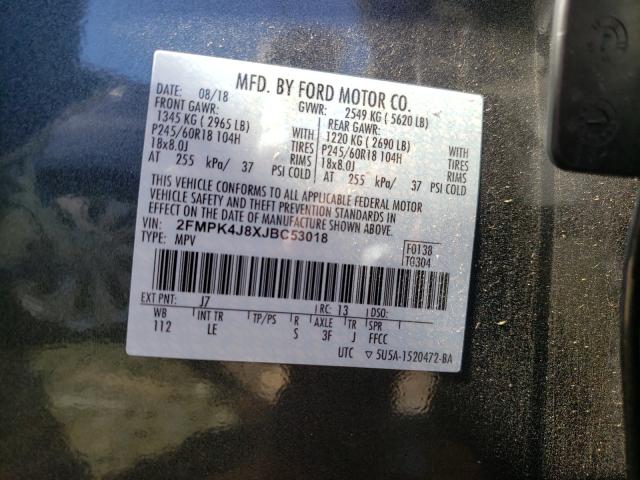 MFD. BY FORD MOTOR CO.
DATE: 08/18 GVWR: 2549 KG ( 5620 LB)
FRONT GAWR: REAR GAWR:
1345 KG ( 2965 LB) WITH 1220 KG ( 2690 LB) WITH
P245/60R18 104H TIRES P245/60R18 104H TIRES
18x8.0J RIMS 18x8.0J RIMS
AT 255 kPa/ 37 PSI COLD AT 255 kPa/ 37 PSI COLD
THIS VEHICLE CONFORMS TO ALL APPLICABLE FEDERAL MOTOR
VEHICLE SAFETY AND THEFT PREVENTION STANDARDS IN
EFFECT ON THE DATE OF MANUFACTURE SHOWN ABOVE.
VIN: 2FMPK4J8XJBC53018
TYPE: MPV F0138
TG304
EXT PNT: J7 RC: 13 DSO:
WB INT TR TP/PS R AXLE TR SPR
112 LE S 3F J FFCC
UTC ▽ 5U5A-1520472-BA